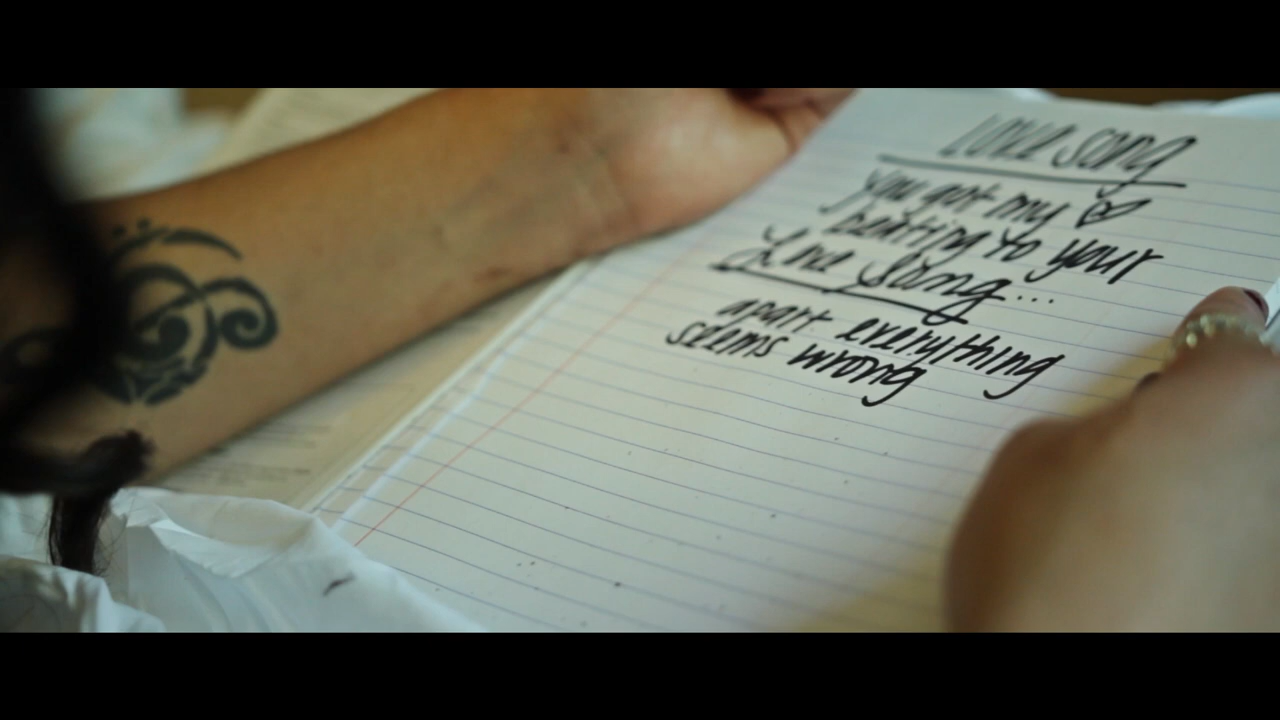 Love Song
You got my ♡
beating to your
Love Song...
apart everything
seems wrong